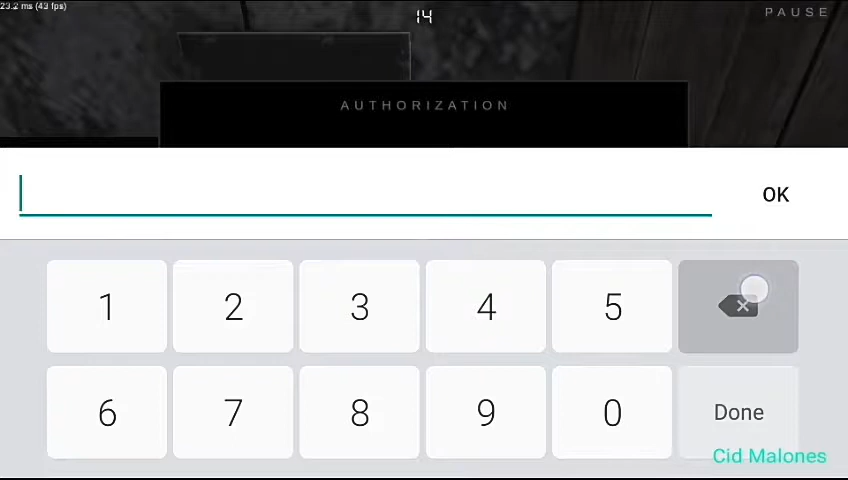 23.2 ms (43 fps)
14
PAUSE
AUTHORIZATION
OK
1 2 3 4 5
6 7 8 9 0 Done
Cid Malones